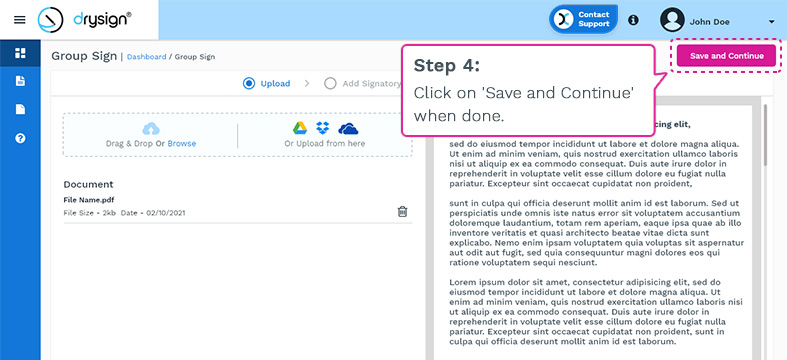 drysign®
Contact
Support
John Doe
Group Sign | Dashboard / Group Sign
Save and Continue
Step 4:
Click on 'Save and Continue'
when done.
Upload
Add Signatory
Drag & Drop Or Browse
Or Upload from here
Document
File Name.pdf
File Size • 2kb Date • 02/10/2021
cing elit,
sed do eiusmod tempor incididunt ut labore et dolore magna aliqua.
Ut enim ad minim veniam, quis nostrud exercitation ullamco laboris
nisi ut aliquip ex ea commodo consequat. Duis aute irure dolor in
reprehenderit in voluptate velit esse cillum dolore eu fugiat nulla
pariatur. Excepteur sint occaecat cupidatat non proident,
sunt in culpa qui officia deserunt mollit anim id est laborum. Sed ut
perspiciatis unde omnis iste natus error sit voluptatem accusantium
doloremque laudantium, totam rem aperiam, eaque ipsa quae ab illo
inventore veritatis et quasi architecto beatae vitae dicta sunt
explicabo. Nemo enim ipsam voluptatem quia voluptas sit aspernatur
aut odit aut fugit, sed quia consequuntur magni dolores eos qui
ratione voluptatem sequi nesciunt.
Lorem ipsum dolor sit amet, consectetur adipisicing elit, sed do
eiusmod tempor incididunt ut labore et dolore magna aliqua. Ut
enim ad minim veniam, quis nostrud exercitation ullamco laboris nisi
ut aliquip ex ea commodo consequat. Duis aute irure dolor in
reprehenderit in voluptate velit esse cillum dolore eu fugiat nulla
pariatur. Excepteur sint occaecat cupidatat non proident, sunt in
culpa qui officia deserunt mollit anim id est laborum.